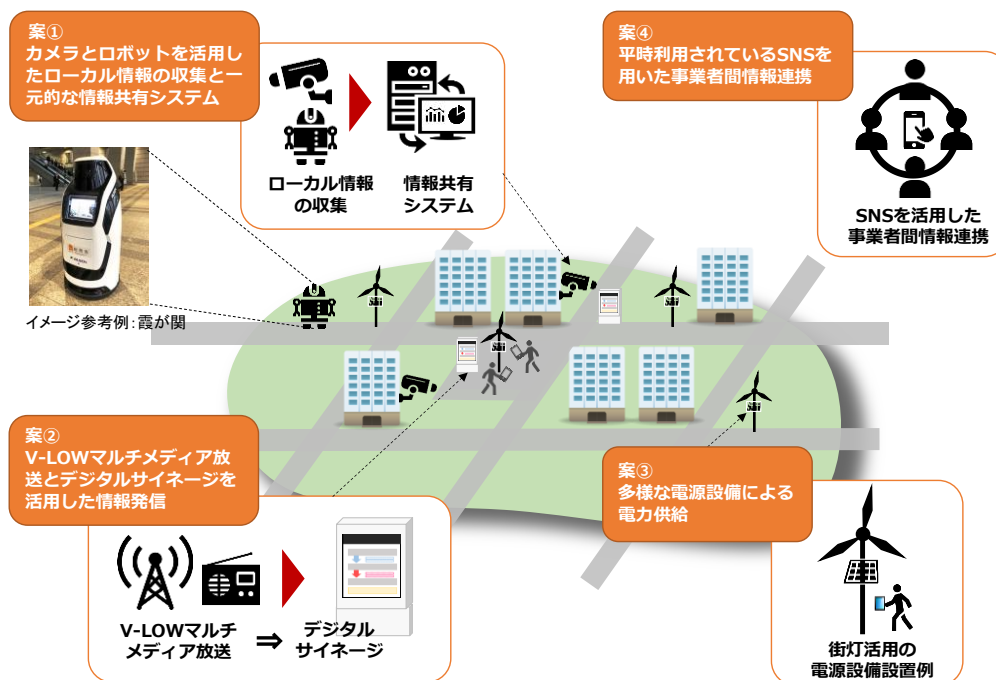 案①
カメラとロボットを活用し
たローカル情報の収集と一
元的な情報共有システム
ローカル情報
の収集
情報共有
システム
イメージ参考例：霞が関
案④
平時利用されているSNSを
用いた事業者間情報連携
SNSを活用した
事業者間情報連携
案②
V-LOWマルチメディア放
送とデジタルサイネージを
活用した情報発信
V-LOWマルチ
メディア放送
⇒
デジタル
サイネージ
案③
多様な電源設備による
電力供給
街灯活用の
電源設備設置例